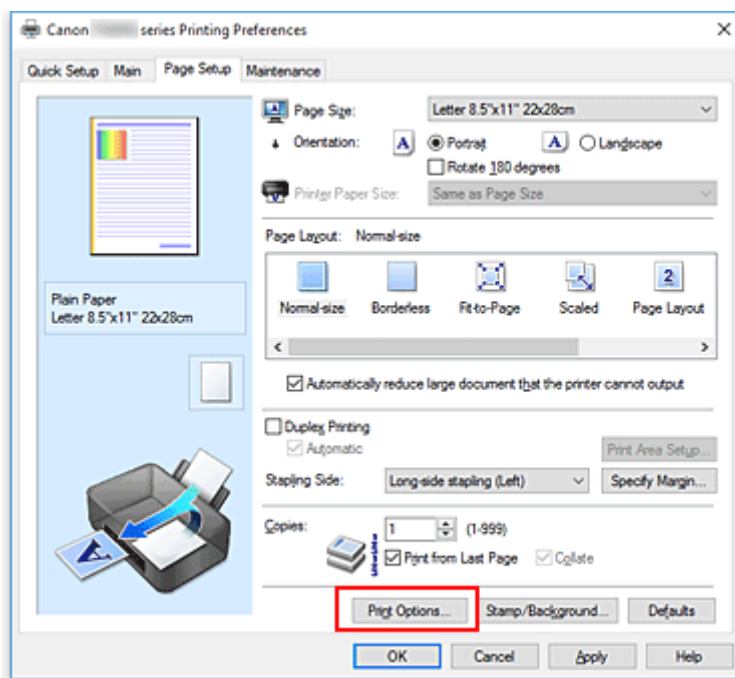 Canon series Printing Preferences
Quick Setup Main Page Setup Maintenance
Page Size: Letter 8.5"x11" 22x28cm
Orientation: A Portrait A Landscape
Rotate 180 degrees
Printer Paper Size: Same as Page Size
Page Layout: Normal-size
2
Normal-size Borderless Fit-to-Page Scaled Page Layout
Plain Paper
Letter 8.5"x11" 22x28cm
Automatically reduce large document that the printer cannot output
Duplex Printing
Automatic Print Area Setup...
Stapling Side: Long-side stapling (Left) Specify Margin...
Copies: 1 (1-999)
Print from Last Page Collate
Print Options... Stamp/Background... Defaults
OK Cancel Apply Help